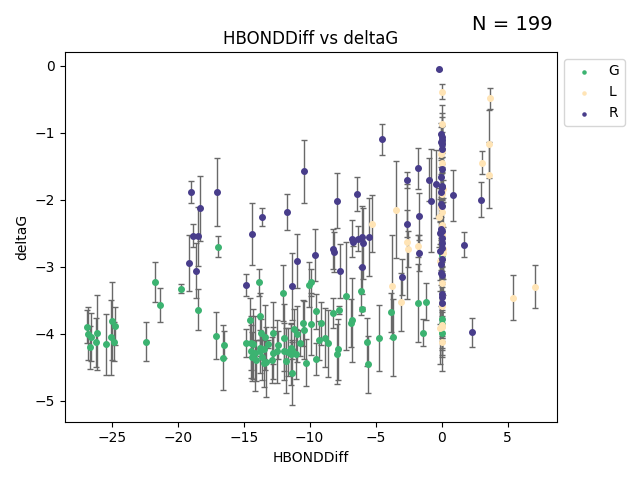 N = 199
HBONDDiff vs deltaG
G
L
R
deltaG
0
−1
−2
−3
−4
−5
−25
−20
−15
−10
−5
0
5
HBONDDiff